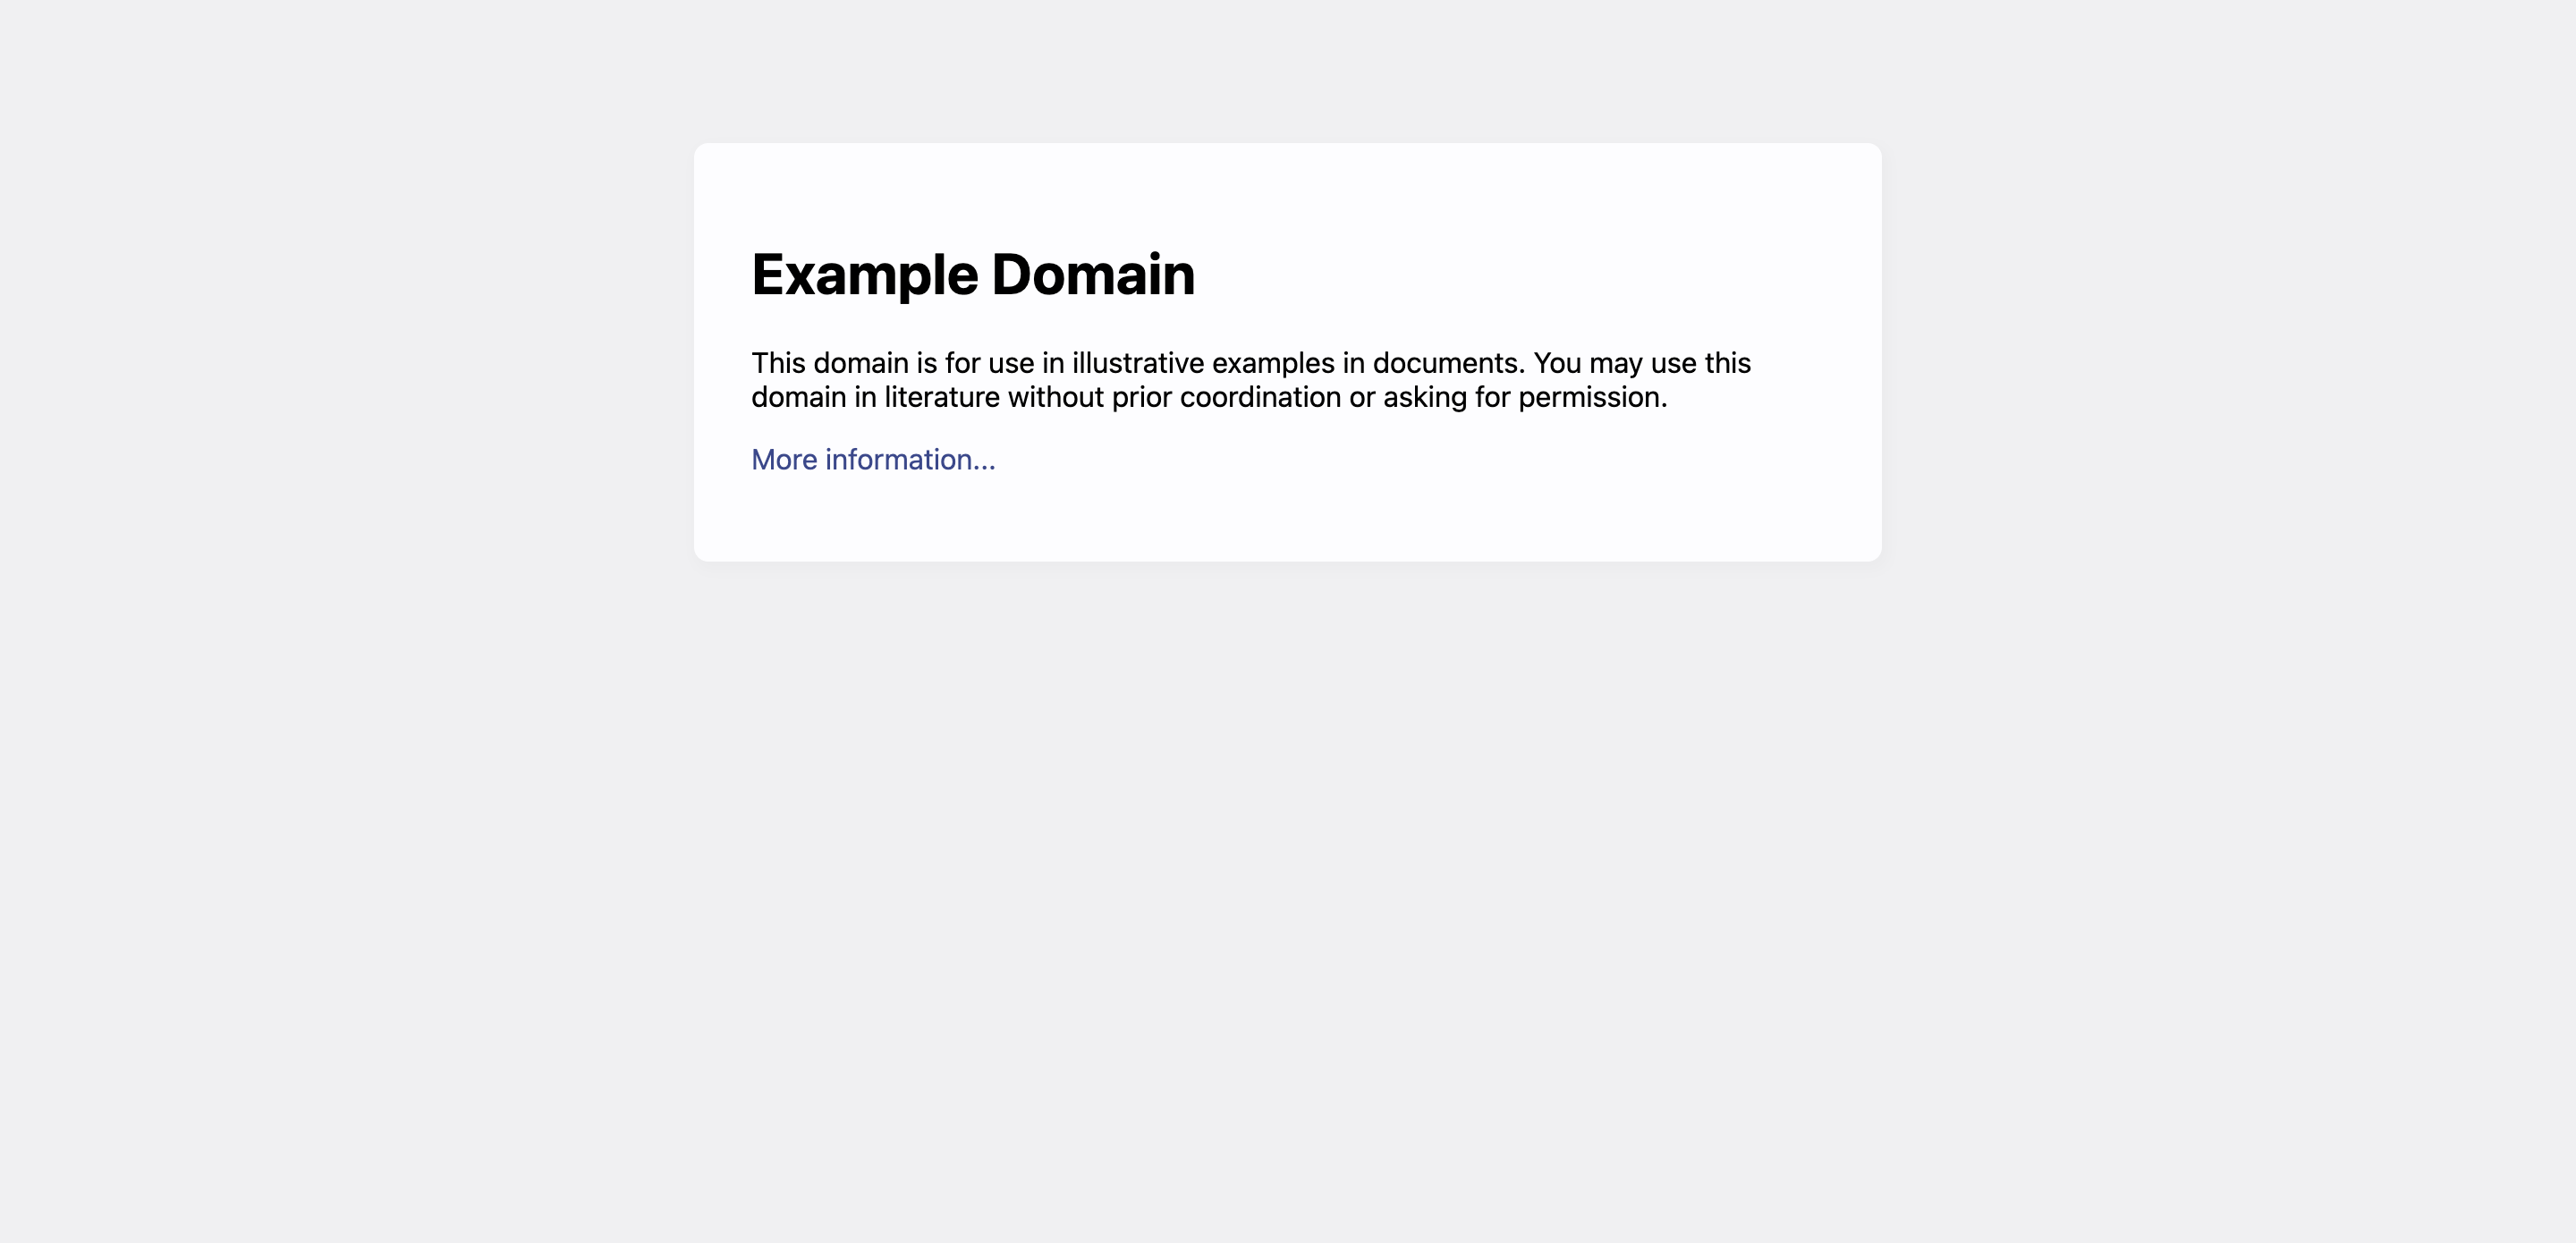 Example Domain
This domain is for use in illustrative examples in documents. You may use this
domain in literature without prior coordination or asking for permission.
More information...